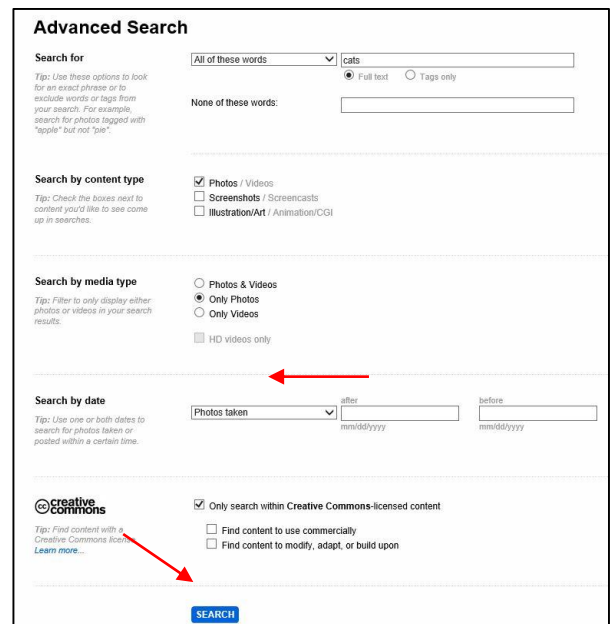 Advanced Search
Search for
Tip: Use these options to look
for an exact phrase or to
exclude words or tags from
your search. For example,
search for photos tagged with
"apple" but not "pie".
All of these words
cats
Full text
Tags only
None of these words:
Search by content type
Tip: Check the boxes next to
content you'd like to see come
up in searches.
Photos / Videos
Screenshots / Screencasts
Illustration/Art / Animation/CGI
Search by media type
Tip: Filter to only display either
photos or videos in your search
results.
Photos & Videos
Only Photos
Only Videos
HD videos only
Search by date
Tip: Use one or both dates to
search for photos taken or
posted within a certain time.
Photos taken
after
mm/dd/yyyy
before
mm/dd/yyyy
cc creative
commons
Tip: Find content with a
Creative Commons license.
Learn more...
Only search within Creative Commons-licensed content
Find content to use commercially
Find content to modify, adapt, or build upon
SEARCH